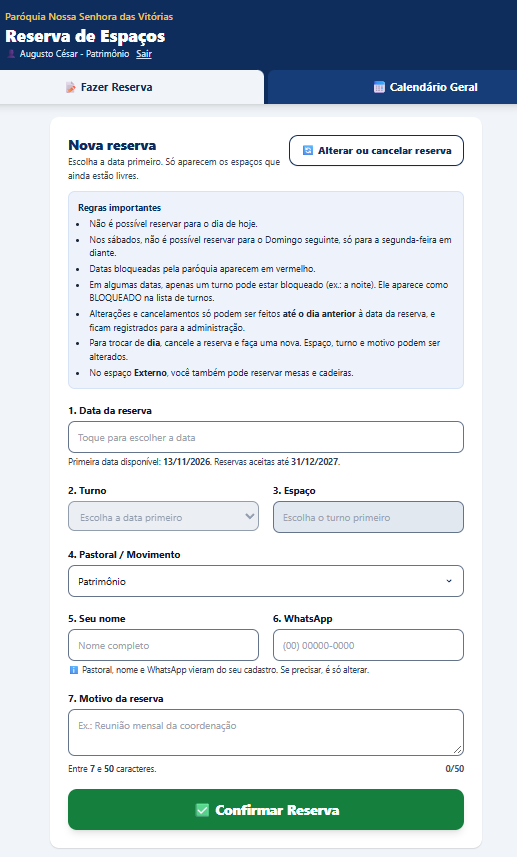 Paróquia Nossa Senhora das Vitórias
Reserva de Espaços
Augusto César - Patrimônio Sair
Fazer Reserva
Calendário Geral
Nova reserva
Escolha a data primeiro. Só aparecem os espaços que
ainda estão livres.
Alterar ou cancelar reserva
Regras importantes
• Não é possível reservar para o dia de hoje.
• Nos sábados, não é possível reservar para o Domingo seguinte, só para a segunda-feira em
diante.
• Datas bloqueadas pela paróquia aparecem em vermelho.
• Em algumas datas, apenas um turno pode estar bloqueado (ex.: a noite). Ele aparece como
BLOQUEADO na lista de turnos.
• Alterações e cancelamentos só podem ser feitos até o dia anterior à data da reserva, e
ficam registrados para a administração.
• Para trocar de dia, cancele a reserva e faça uma nova. Espaço, turno e motivo podem ser
alterados.
• No espaço Externo, você também pode reservar mesas e cadeiras.
1. Data da reserva
Toque para escolher a data
Primeira data disponível: 13/11/2026. Reservas aceitas até 31/12/2027.
2. Turno
3. Espaço
Escolha a data primeiro
Escolha o turno primeiro
4. Pastoral / Movimento
Patrimônio
5. Seu nome
6. WhatsApp
Nome completo
(00) 00000-0000
Pastoral, nome e WhatsApp vieram do seu cadastro. Se precisar, é só alterar.
7. Motivo da reserva
Ex.: Reunião mensal da coordenação
Entre 7 e 50 caracteres.
0/50
Confirmar Reserva